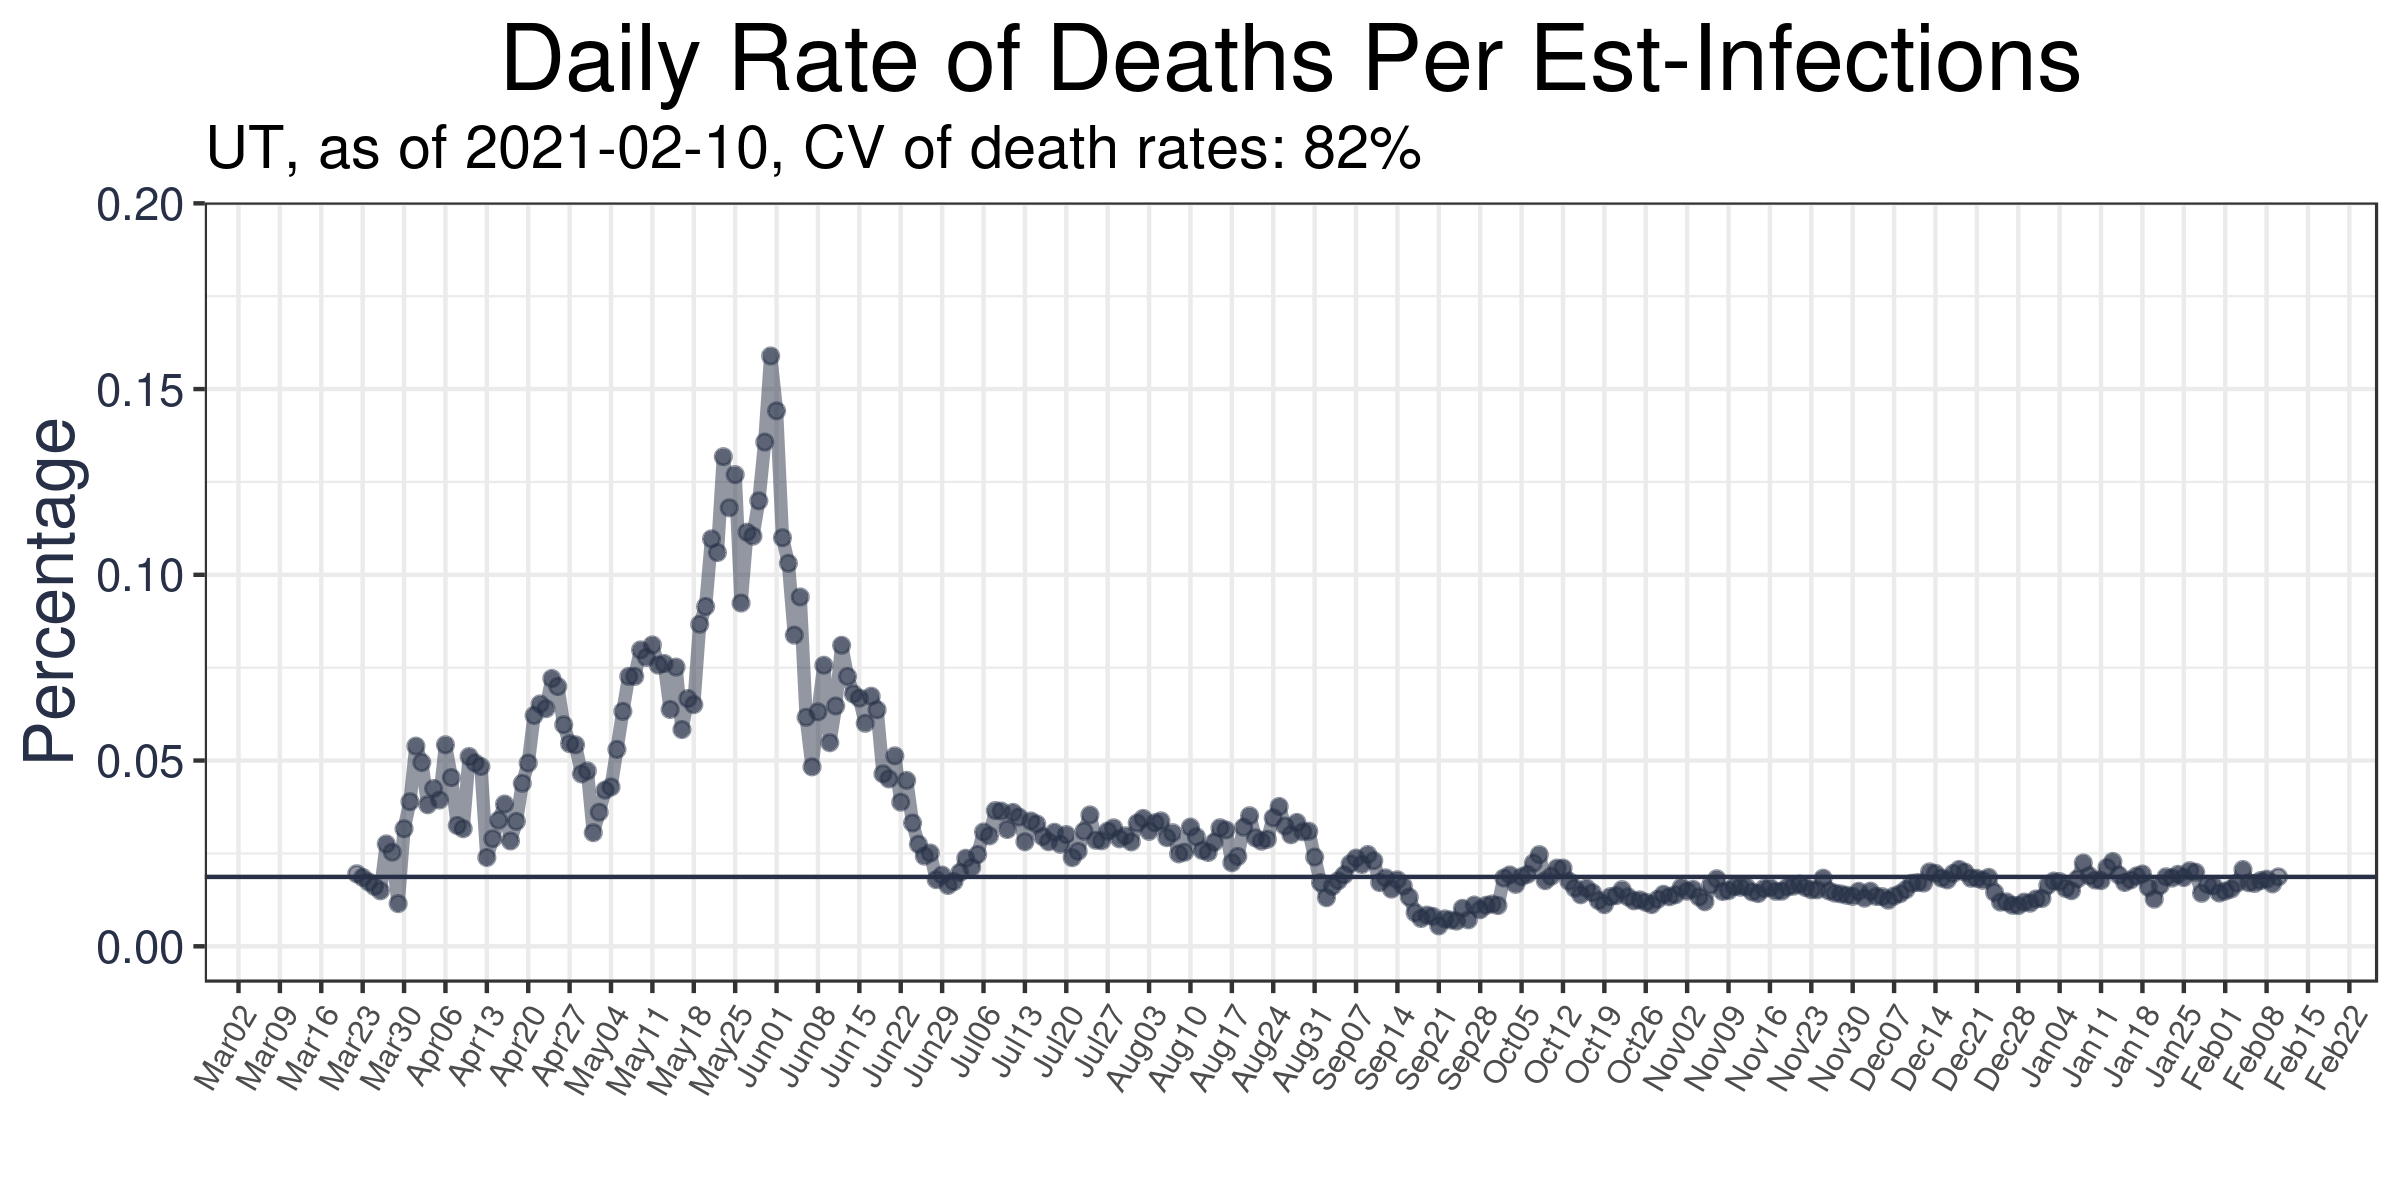 Daily Rate of Deaths Per Est-Infections
UT, as of 2021-02-10, CV of death rates: 82%
Percentage
0.20
0.15
0.10
0.05
0.00
Mar02
Mar09
Mar16
Mar23
Mar30
Apr06
Apr13
Apr20
Apr27
May04
May11
May18
May25
Jun01
Jun08
Jun15
Jun22
Jun29
Jul06
Jul13
Jul20
Jul27
Aug03
Aug10
Aug17
Aug24
Aug31
Sep07
Sep14
Sep21
Sep28
Oct05
Oct12
Oct19
Oct26
Nov02
Nov09
Nov16
Nov23
Nov30
Dec07
Dec14
Dec21
Dec28
Jan04
Jan11
Jan18
Jan25
Feb01
Feb08
Feb15
Feb22